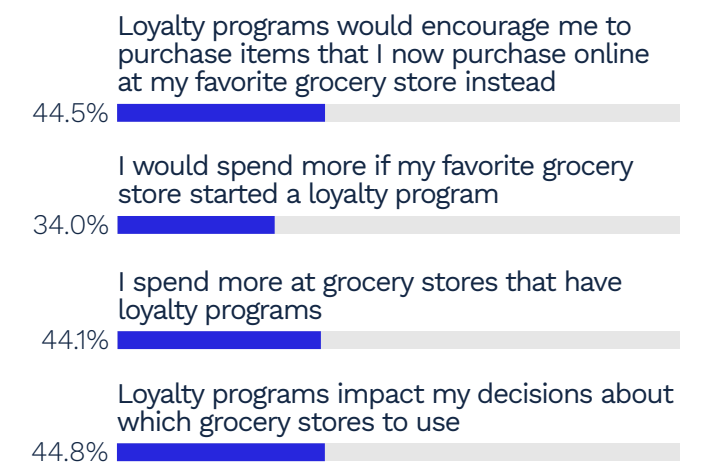 Loyalty programs would encourage me to
purchase items that I now purchase online
at my favorite grocery store instead
44.5%
I would spend more if my favorite grocery
store started a loyalty program
34.0%
I spend more at grocery stores that have
loyalty programs
44.1%
Loyalty programs impact my decisions about
which grocery stores to use
44.8%